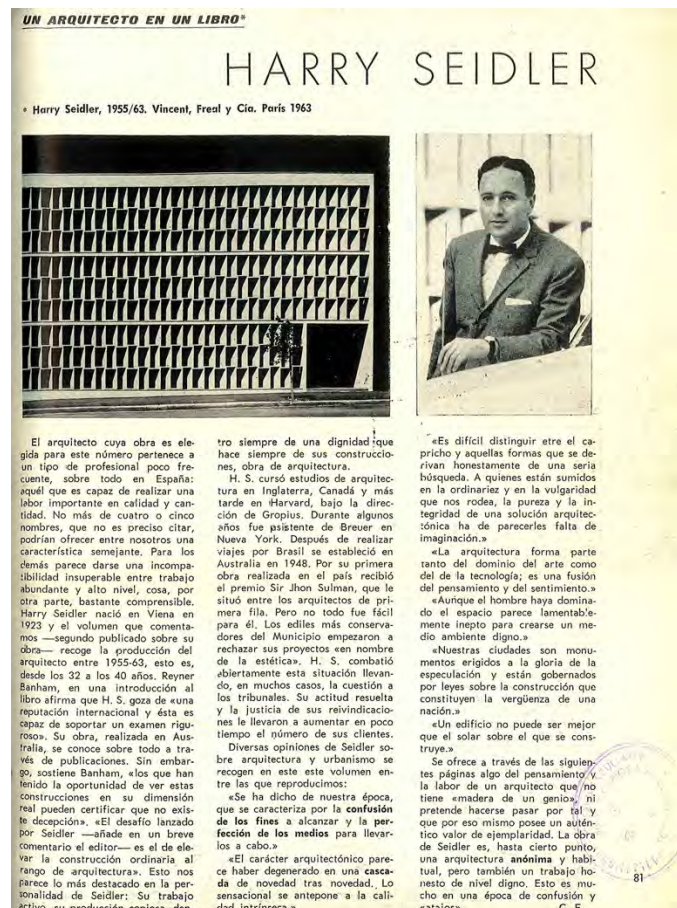 UN ARQUITECTO EN UN LIBRO*
HARRY SEIDLER
* Harry Seidler, 1955/63. Vincent, Freal y Cía. París 1963
El arquitecto cuya obra es ele-
gida para este número pertenece a
un tipo de profesional poco fre-
cuente, sobre todo en España:
aquél que es capaz de realizar una
labor importante en calidad y can-
tidad. No más de cuatro o cinco
nombres, que no es preciso citar,
podrían ofrecer entre nosotros una
característica semejante. Para los
demás parece darse una incompa-
tibilidad insuperable entre trabajo
abundante y alto nivel, cosa, por
otra parte, bastante comprensible.
Harry Seidler nació en Viena en
1923 y el volumen que comenta-
mos —segundo publicado sobre su
obra— recoge la producción del
arquitecto entre 1955-63, esto es,
desde los 32 a los 40 años. Reyner
Banham, en una introducción al
libro afirma que H. S. goza de «una
reputación internacional y ésta es
capaz de soportar un examen rigu-
roso». Su obra, realizada en Aus-
tralia, se conoce sobre todo a tra-
vés de publicaciones. Sin embar-
go, sostiene Banham, «los que han
tenido la oportunidad de ver estas
construcciones en su dimensión
real pueden certificar que no exis-
te decepción». «El desafío lanzado
por Seidler —añade en un breve
comentario el editor— es el de ele-
var la construcción ordinaria al
rango de arquitectura». Esto nos
parece lo más destacado en la per-
sonalidad de Seidler: Su trabajo
activo, su producción copiosa, den-
tro siempre de una dignidad que
hace siempre de sus construccio-
nes, obra de arquitectura.
H. S. cursó estudios de arquitec-
tura en Inglaterra, Canadá y más
tarde en Harvard, bajo la direc-
ción de Gropius. Durante algunos
años fue psistente de Breuer en
Nueva York. Después de realizar
viajes por Brasil se estableció en
Australia en 1948. Por su primera
obra realizada en el país recibió
el premio Sir Jhon Sulman, que le
situó entre los arquitectos de pri-
mera fila. Pero no todo fue fácil
para él. Los ediles más conserva-
dores del Municipio empezaron a
rechazar sus proyectos «en nombre
de la estética». H. S. combatió
abiertamente esta situación llevan-
do, en muchos casos, la cuestión a
los tribunales. Su actitud resuelta
y la justicia de sus reivindicacio-
nes le llevaron a aumentar en poco
tiempo el número de sus clientes.
Diversas opiniones de Seidler so-
bre arquitectura y urbanismo se
recogen en este este volumen en-
tre las que reproducimos:
«Se ha dicho de nuestra época,
que se caracteriza por la confusión
de los fines a alcanzar y la per-
fección de los medios para llevar-
los a cabo.»
«El carácter arquitectónico pare-
ce haber degenerado en una casca-
da de novedad tras novedad. Lo
sensacional se antepone a la cali-
dad intrínseca.»
«Es difícil distinguir etre el ca-
pricho y aquellas formas que se de-
rivan honestamente de una seria
búsqueda. A quienes están sumidos
en la ordinariez y en la vulgaridad
que nos rodea, la pureza y la in-
tegridad de una solución arquitec-
tónica ha de parecerles falta de
imaginación.»
«La arquitectura forma parte
tanto del dominio del arte como
del de la tecnología; es una fusión
del pensamiento y del sentimiento.»
«Aunque el hombre haya domina-
do el espacio parece lamentable-
mente inepto para crearse un me-
dio ambiente digno.»
«Nuestras ciudades son monu-
mentos erigidos a la gloria de la
especulación y están gobernados
por leyes sobre la construcción que
constituyen la vergüenza de una
nación.»
«Un edificio no puede ser mejor
que el solar sobre el que se cons-
truye.»
Se ofrece a través de las siguien-
tes páginas algo del pensamiento y
la labor de un arquitecto que no
tiene «madera de un genio», ni
pretende hacerse pasar por tal y
que por eso mismo posee un autén-
tico valor de ejemplaridad. La obra
de Seidler es, hasta cierto punto,
una arquitectura anónima y habi-
tual, pero también un trabajo ho-
nesto de nivel digno. Esto es mu-
cho en una época de confusión y
«atajos».
C. F.
81